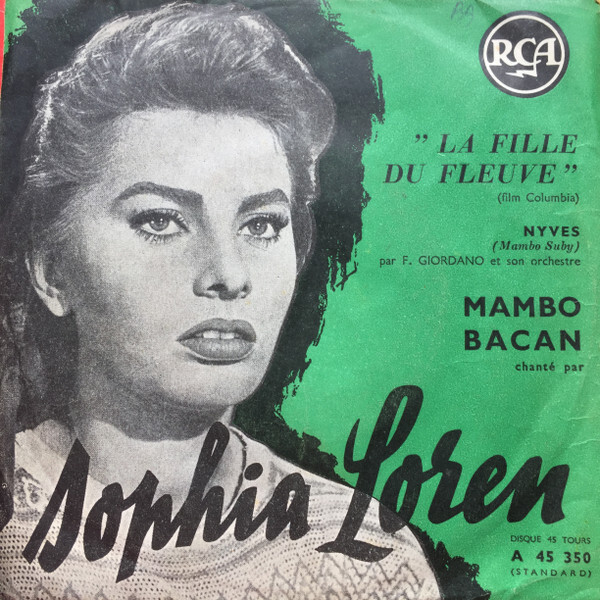 BA
RCA
" LA FILLE
DU FLEUVE "
(film Columbia)
NYVES
(Mambo Suby)
par F. GIORDANO et son orchestre
MAMBO
BACAN
chanté par
Sophia Loren
DISQUE 45 TOURS
A 45 350
(STANDARD)